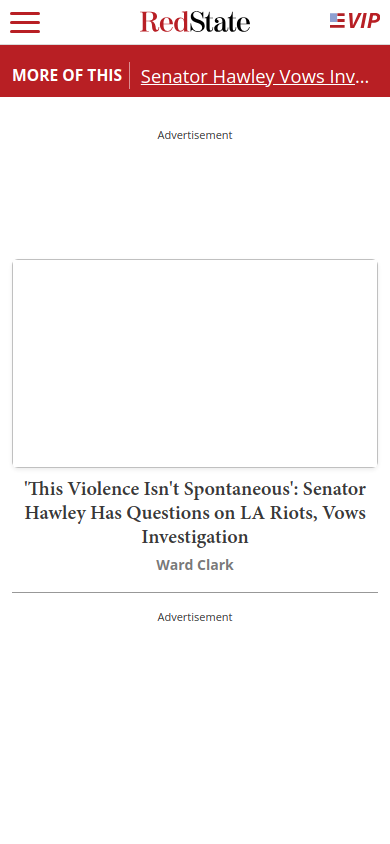 RedState
VIP
MORE OF THIS
Senator Hawley Vows Inv...
Advertisement
'This Violence Isn't Spontaneous': Senator
Hawley Has Questions on LA Riots, Vows
Investigation
Ward Clark
Advertisement